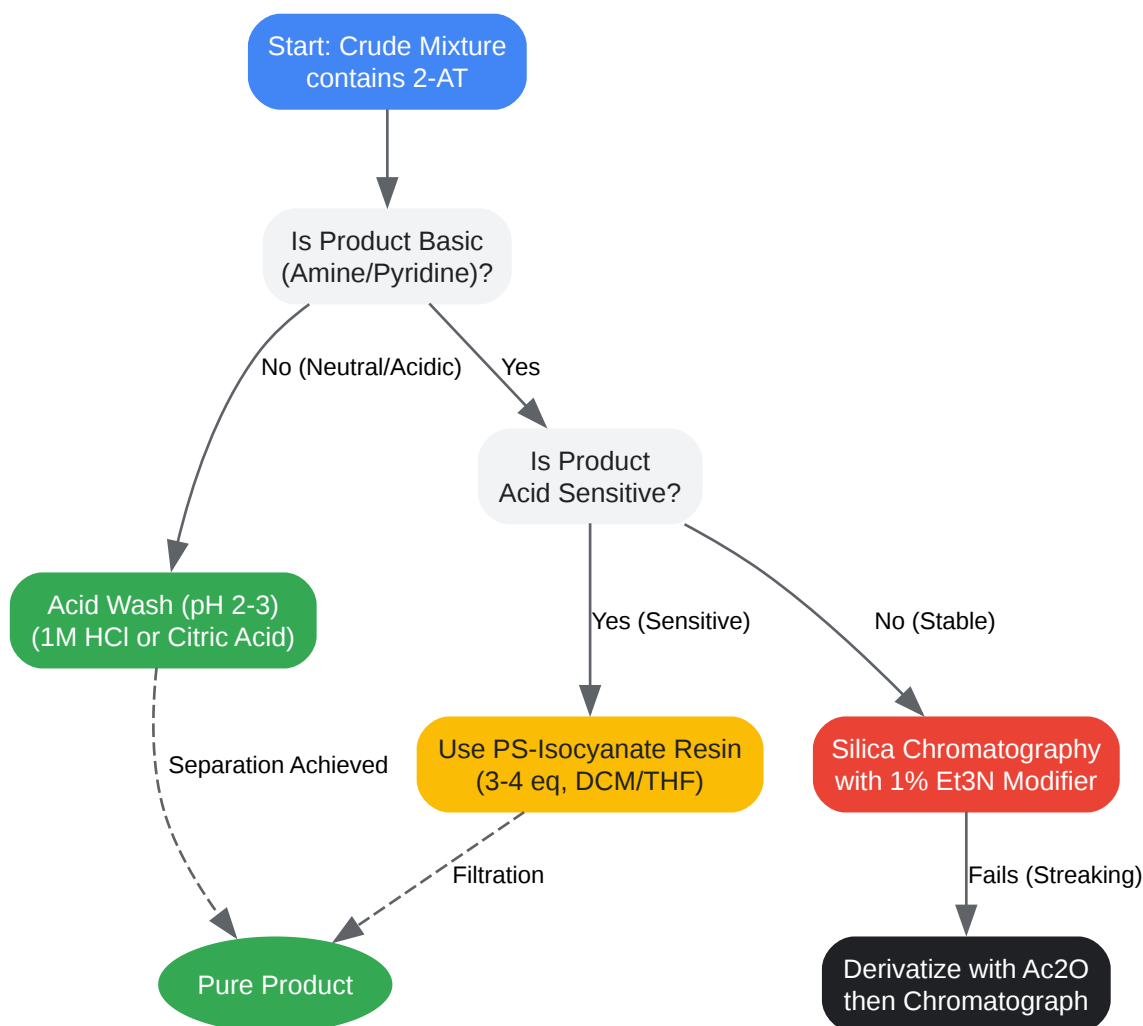 Start: Crude Mixture
contains 2-AT
Is Product Basic
(Amine/Pyridine)?
No (Neutral/Acidic)
Yes
Is Product
Acid Sensitive?
Acid Wash (pH 2-3)
(1M HCl or Citric Acid)
Yes (Sensitive)
No (Stable)
Separation Achieved
Use PS-Isocyanate Resin
(3-4 eq, DCM/THF)
Silica Chromatography
with 1% Et3N Modifier
Filtration
Fails (Streaking)
Pure Product
Derivatize with Ac2O
then Chromatograph